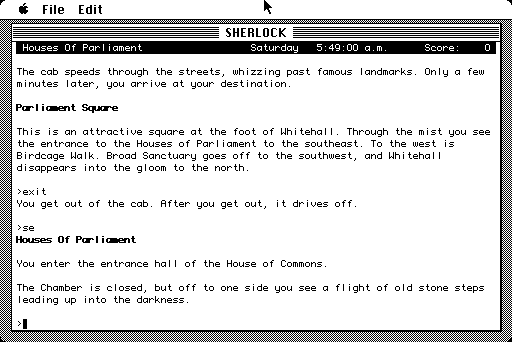 File Edit
SHERLOCK
Houses Of Parliament Saturday 5:49:00 a.m. Score: 0
The cab speeds through the streets, whizzing past famous landmarks. Only a few
minutes later, you arrive at your destination.
Parliament Square
This is an attractive square at the foot of Whitehall. Through the mist you see
the entrance to the Houses of Parliament to the southeast. To the west is
Birdcage Walk. Broad Sanctuary goes off to the southwest, and Whitehall
disappears into the gloom to the north.
>exit
You get out of the cab. After you get out, it drives off.
>se
Houses Of Parliament
You enter the entrance hall of the House of Commons.
The Chamber is closed, but off to one side you see a flight of old stone steps
leading up into the darkness.
>